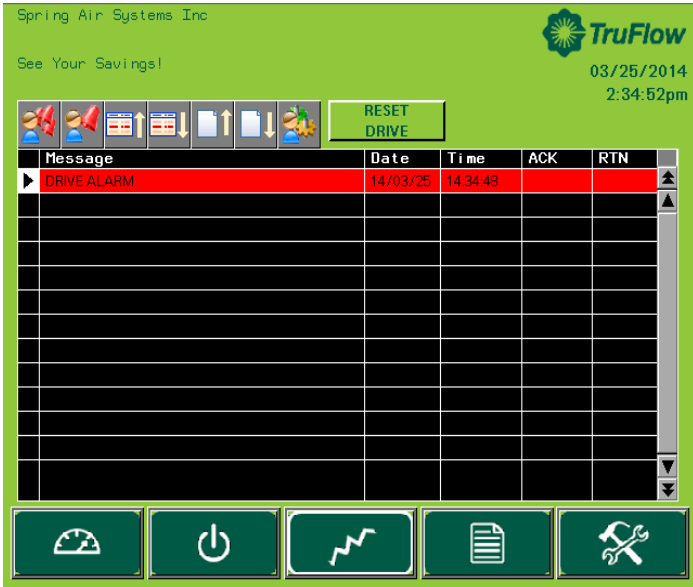 Spring Air Systems Inc
TruFlow
See Your Savings!
03/25/2014
2:34:52pm
RESET
DRIVE
Message Date Time ACK RTN
DRIVE ALARM 14/03/25 14:34:48